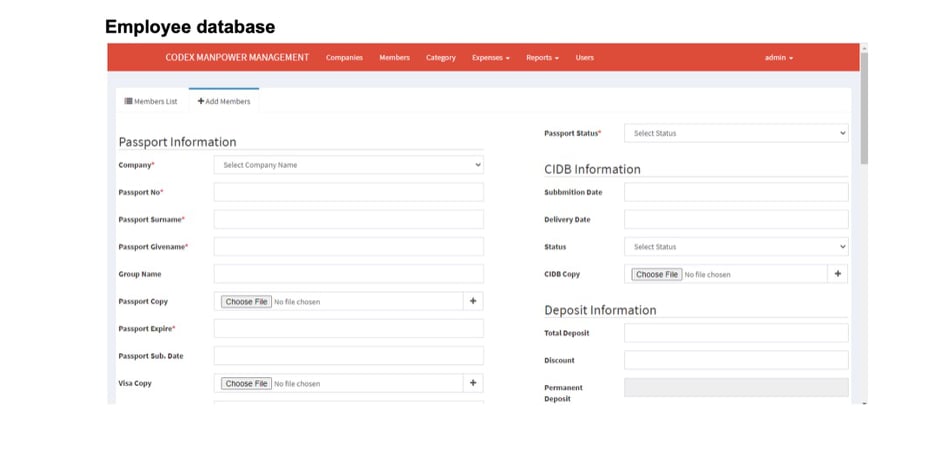 Employee database
CODEX MANPOWER MANAGEMENT Companies Members Category Expenses Reports Users admin
Members List + Add Members
Passport Information
Company* Select Company Name
Passport No*
Passport Surname*
Passport Givename*
Group Name
Passport Copy Choose File No file chosen +
Passport Expire*
Passport Sub. Date
Visa Copy Choose File No file chosen +
Passport Status* Select Status
CIDB Information
Subbmition Date
Delivery Date
Status Select Status
CIDB Copy Choose File No file chosen +
Deposit Information
Total Deposit
Discount
Permanent
Deposit